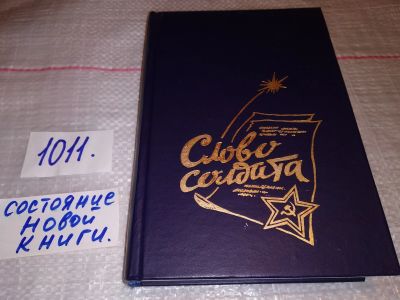 1011.
СОСТОЯНИЕ
НОВОЙ
КНИГИ.
Слово
солдата